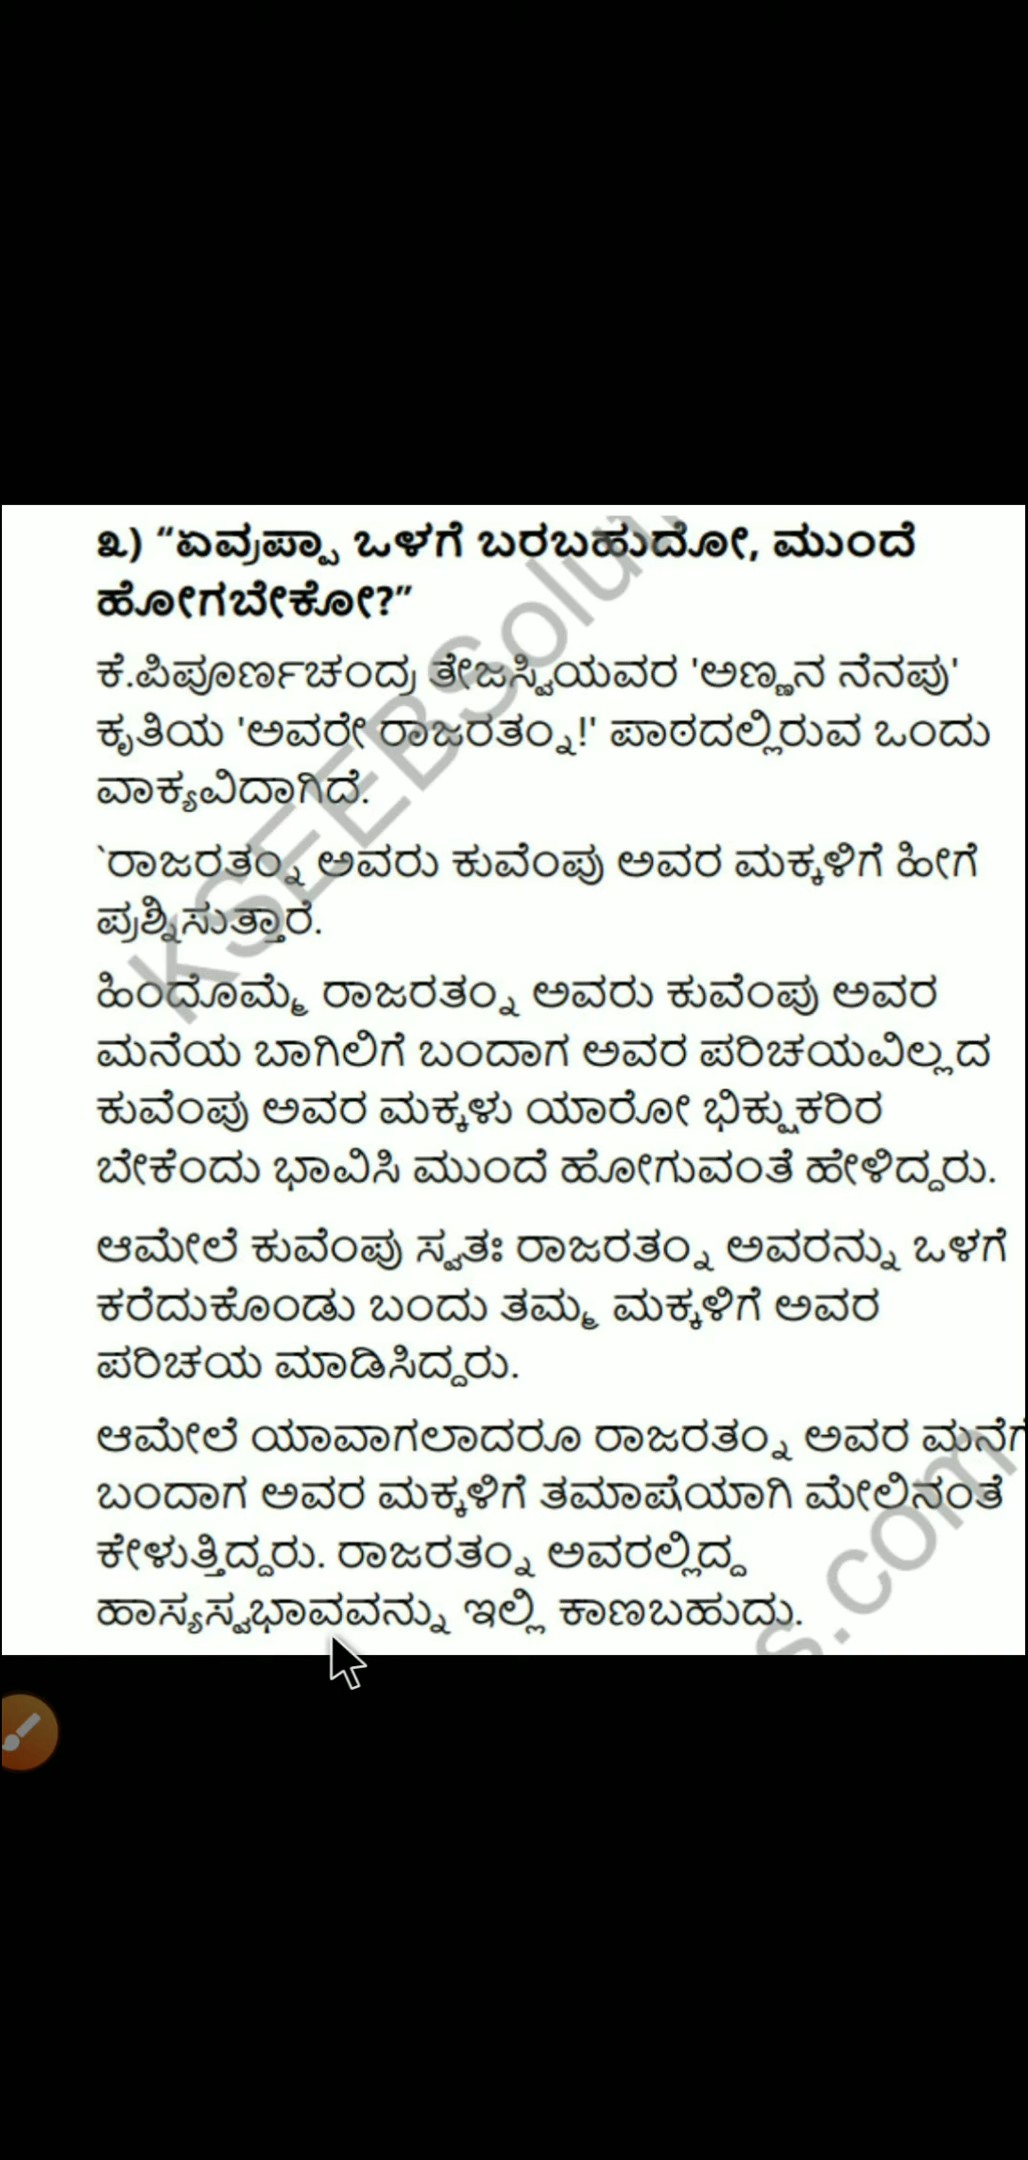 ೩) “ಏವ್ರಪ್ಪಾ ಒಳಗೆ ಬರಬಹುದೋ, ಮುಂದೆ
ಹೋಗಬೇಕೋ?”
ಕೆ.ಪಿಪೂರ್ಣಚಂದ್ರ ತೇಜಸ್ವಿಯವರ 'ಅಣ್ಣನ ನೆನಪು'
ಕೃತಿಯ 'ಅವರೇ ರಾಜರತಂ್ನ!' ಪಾಠದಲ್ಲಿರುವ ಒಂದು
ವಾಕ್ಯವಿದಾಗಿದೆ.
`ರಾಜರತಂ್ನ ಅವರು ಕುವೆಂಪು ಅವರ ಮಕ್ಕಳಿಗೆ ಹೀಗೆ
ಪ್ರಶ್ನಿಸುತ್ತಾರೆ.
ಹಿಂದೊಮ್ಮೆ ರಾಜರತಂ್ನ ಅವರು ಕುವೆಂಪು ಅವರ
ಮನೆಯ ಬಾಗಿಲಿಗೆ ಬಂದಾಗ ಅವರ ಪರಿಚಯವಿಲ್ಲದ
ಕುವೆಂಪು ಅವರ ಮಕ್ಕಳು ಯಾರೋ ಭಿಕ್ಷುಕರಿರ
ಬೇಕೆಂದು ಭಾವಿಸಿ ಮುಂದೆ ಹೋಗುವಂತೆ ಹೇಳಿದ್ದರು.
ಆಮೇಲೆ ಕುವೆಂಪು ಸ್ವತಃ ರಾಜರತಂ್ನ ಅವರನ್ನು ಒಳಗೆ
ಕರೆದುಕೊಂಡು ಬಂದು ತಮ್ಮ ಮಕ್ಕಳಿಗೆ ಅವರ
ಪರಿಚಯ ಮಾಡಿಸಿದ್ದರು.
ಆಮೇಲೆ ಯಾವಾಗಲಾದರೂ ರಾಜರತಂ್ನ ಅವರ ಮನೆಗೆ
ಬಂದಾಗ ಅವರ ಮಕ್ಕಳಿಗೆ ತಮಾಷೆಯಾಗಿ ಮೇಲಿನಂತೆ
ಕೇಳುತ್ತಿದ್ದರು. ರಾಜರತಂ್ನ ಅವರಲ್ಲಿದ್ದ
ಹಾಸ್ಯಸ್ವಭಾವವನ್ನು ಇಲ್ಲಿ ಕಾಣಬಹುದು.
KSEEBSolu
s.com